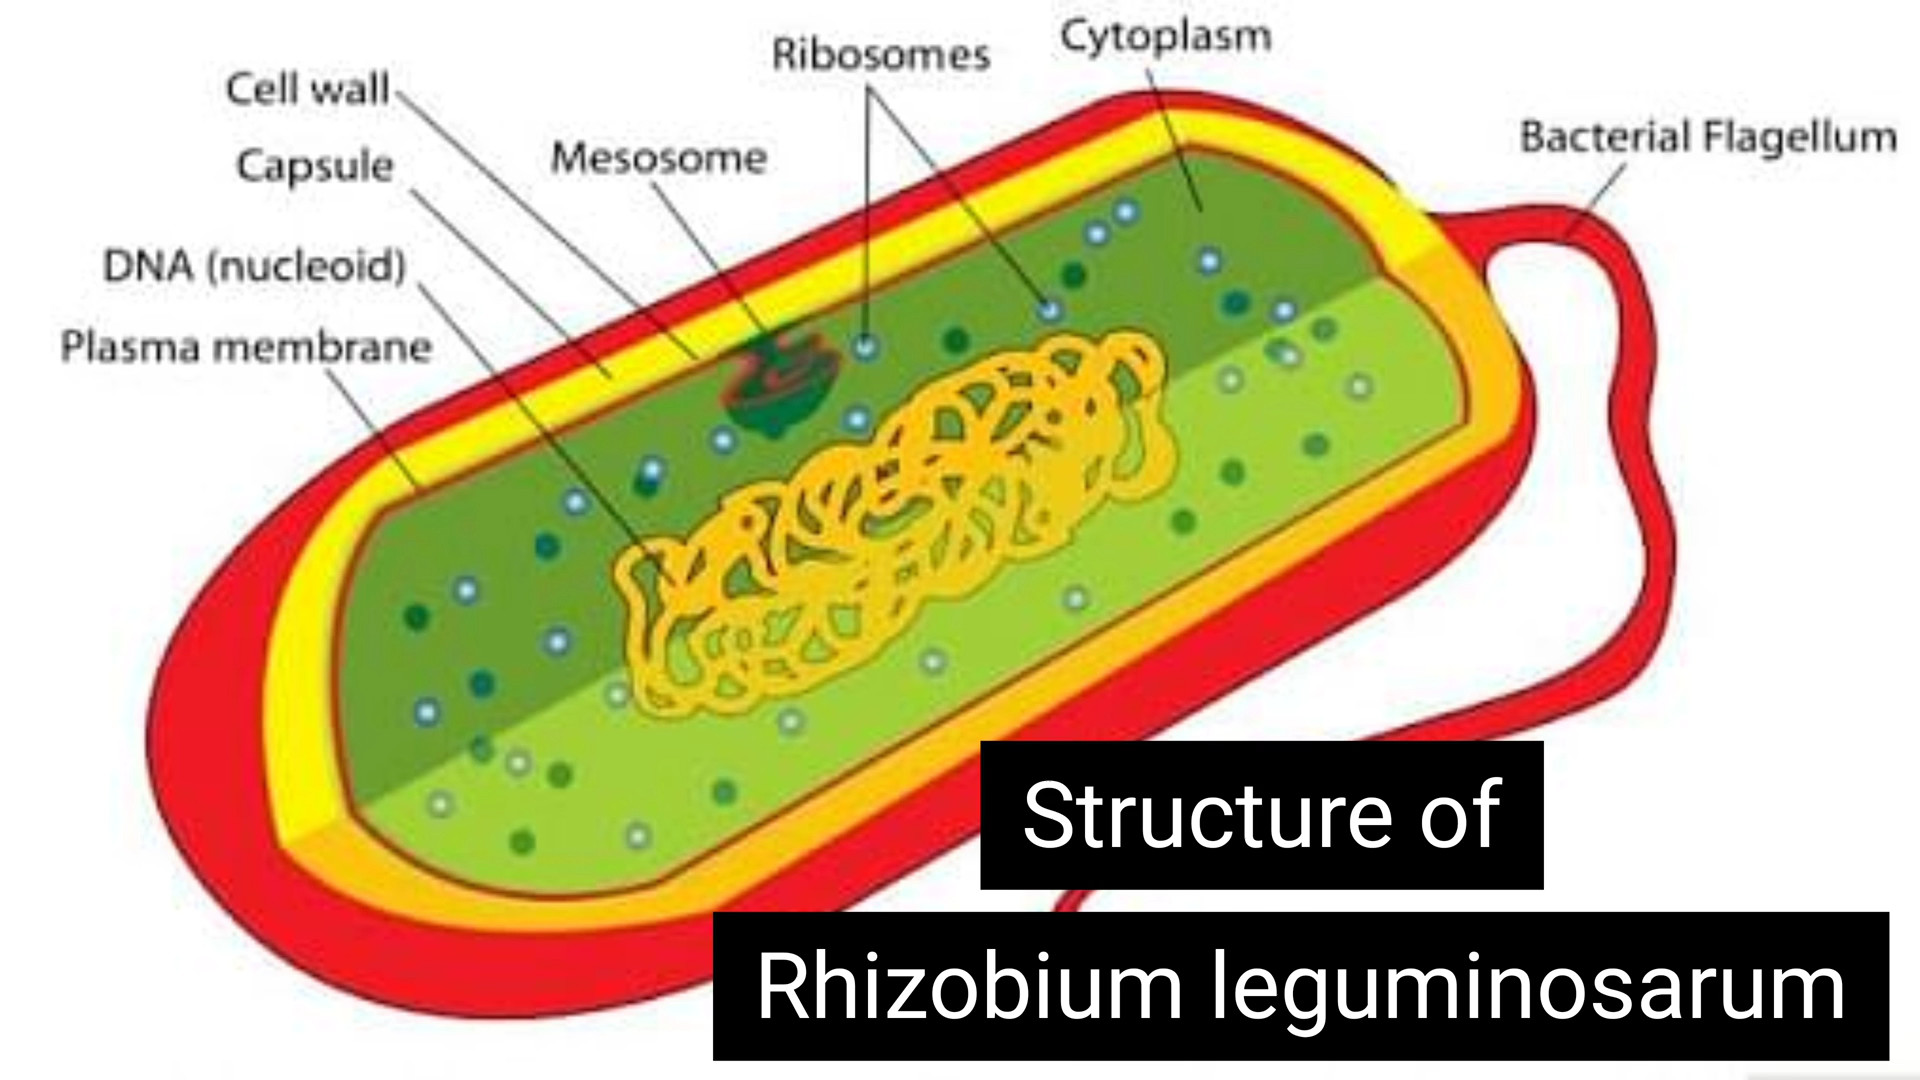 Cytoplasm
Ribosomes
Cell wall
Bacterial Flagellum
Capsule
Mesosome
DNA (nucleoid)
Plasma membrane
Structure of
Rhizobium leguminosarum